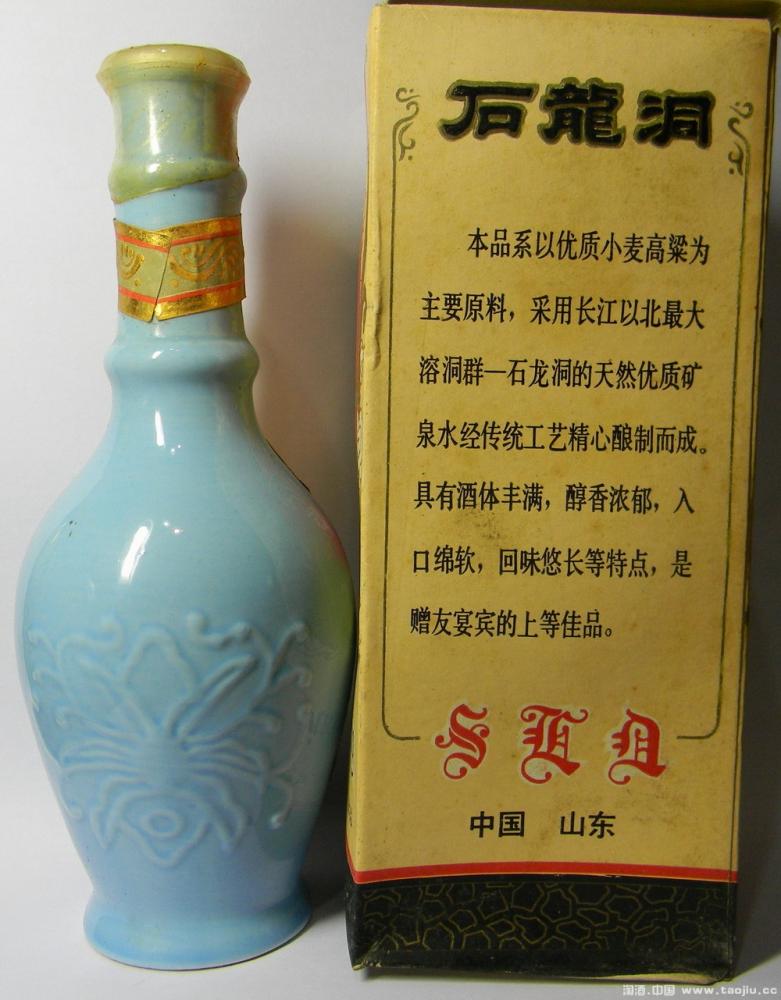 石龍洞
本品系以优质小麦高粱为
主要原料，采用长江以北最大
溶洞群—石龙洞的天然优质矿
泉水经传统工艺精心酿制而成。
具有酒体丰满，醇香浓郁，入
口绵软，回味悠长等特点，是
赠友宴宾的上等佳品。
SLD
中国 山东
淘酒.中国 www.taojiu.cc